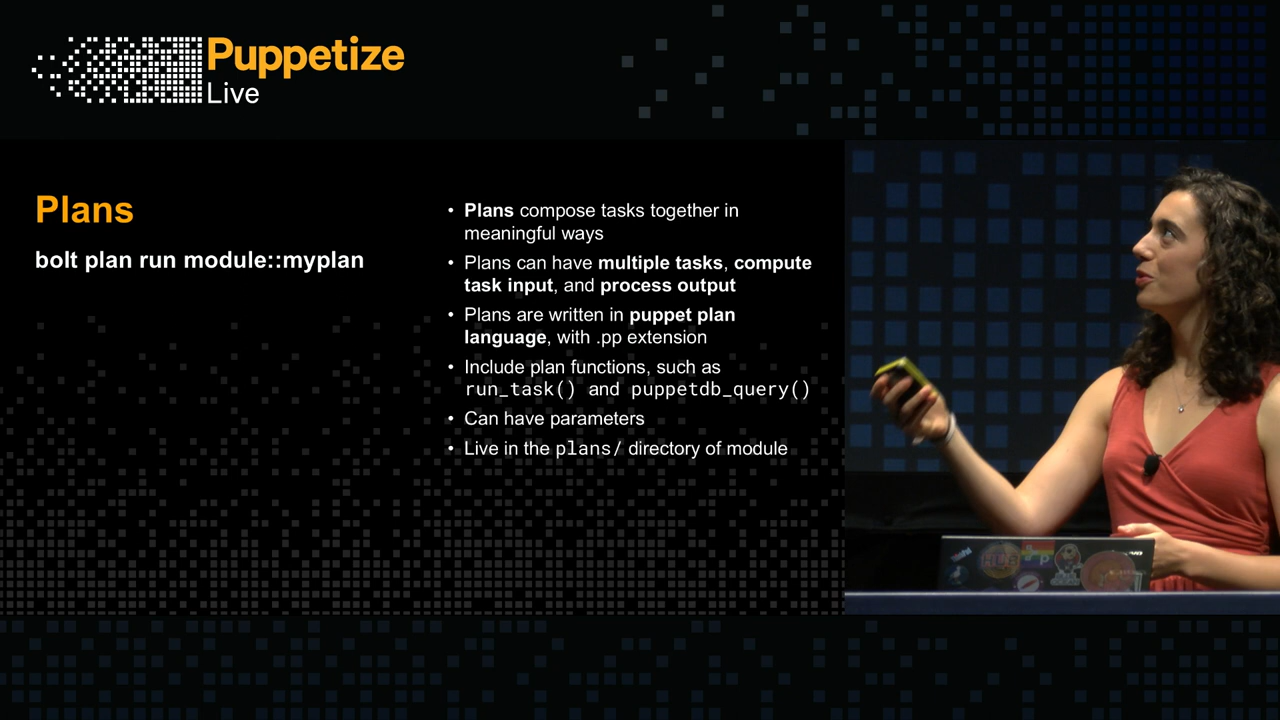 Puppetize
Live
Plans
bolt plan run module::myplan
• Plans compose tasks together in
meaningful ways
• Plans can have multiple tasks, compute
task input, and process output
• Plans are written in puppet plan
language, with .pp extension
• Include plan functions, such as
run_task() and puppetdb_query()
• Can have parameters
• Live in the plans/ directory of module